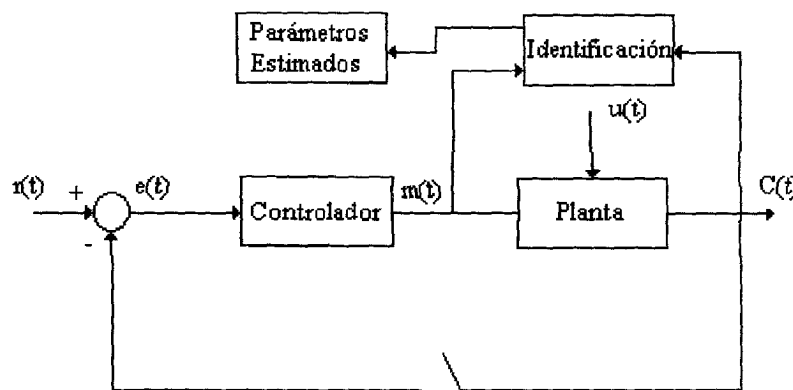 Parámetros
Estimados
Identificación
u(t)
r(t)
+
e(t)
Controlador
m(t)
Planta
C(t)
-